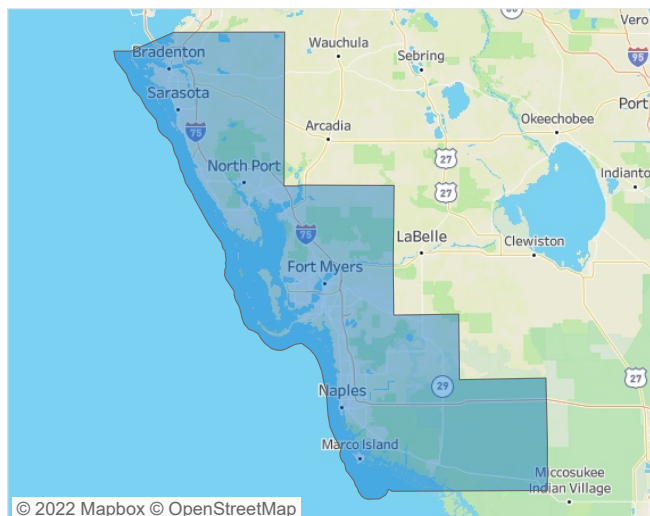 Vero
95
Wauchula
Bradenton
Sebring
Sarasota
Port
Okeechobee
75
Arcadia
27
North Port
Indianto
27
75
LaBelle
Clewiston
Fort Myers
27
29
Naples
Marco Island
Miccosukee
Indian Village
© 2022 Mapbox © OpenStreetMap